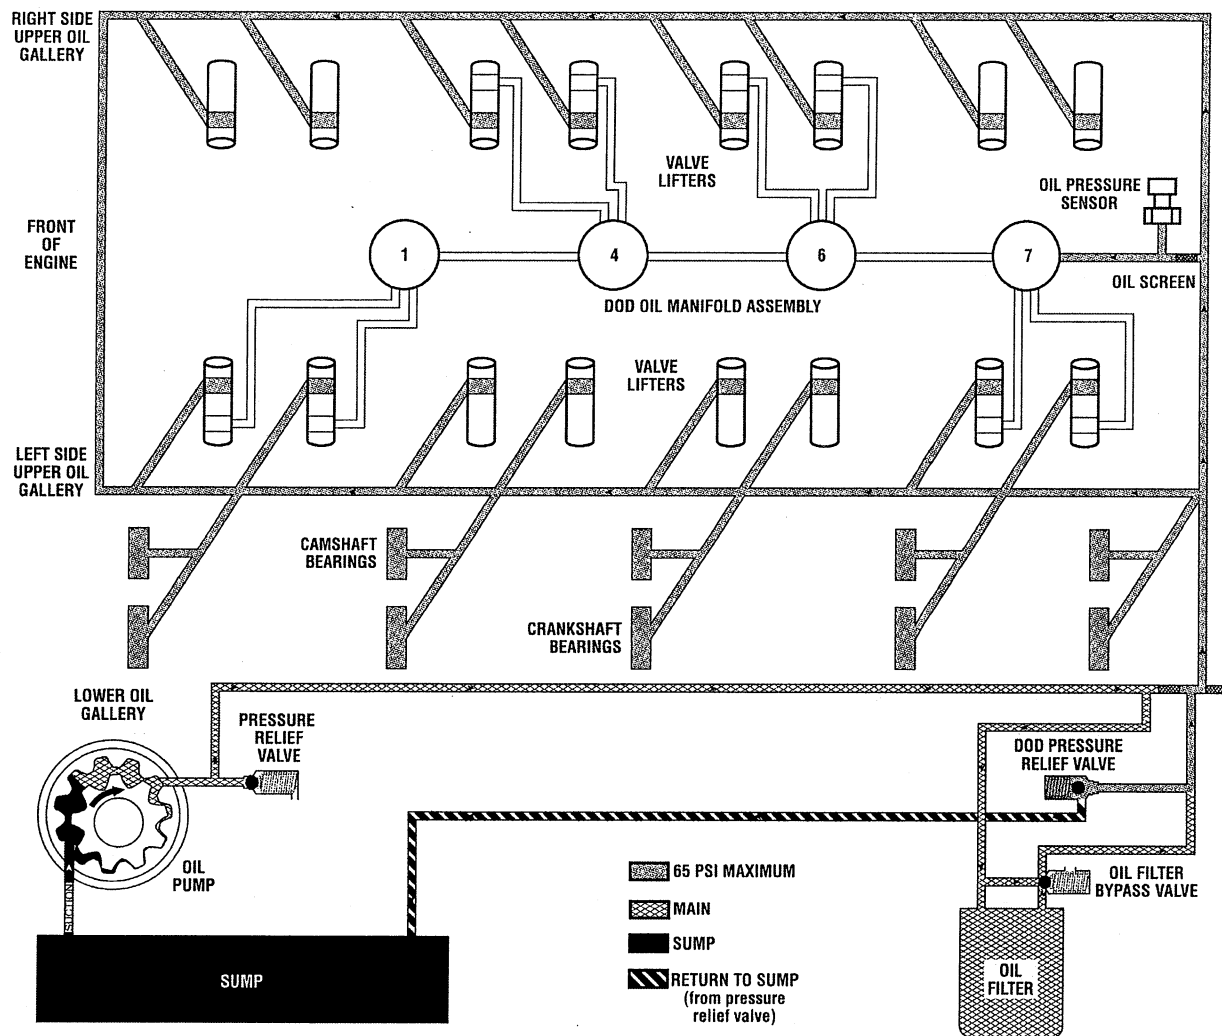 RIGHT SIDE
UPPER OIL
GALLERY
VALVE
LIFTERS
OIL PRESSURE
SENSOR
FRONT
OF
ENGINE
1
4
6
7
OIL SCREEN
DOD OIL MANIFOLD ASSEMBLY
VALVE
LIFTERS
LEFT SIDE
UPPER OIL
GALLERY
CAMSHAFT
BEARINGS
CRANKSHAFT
BEARINGS
LOWER OIL
GALLERY
PRESSURE
RELIEF
VALVE
DOD PRESSURE
RELIEF VALVE
OIL
PUMP
OIL FILTER
BYPASS VALVE
SUCTION
65 PSI MAXIMUM
MAIN
SUMP
RETURN TO SUMP
(from pressure
relief valve)
SUMP
OIL
FILTER